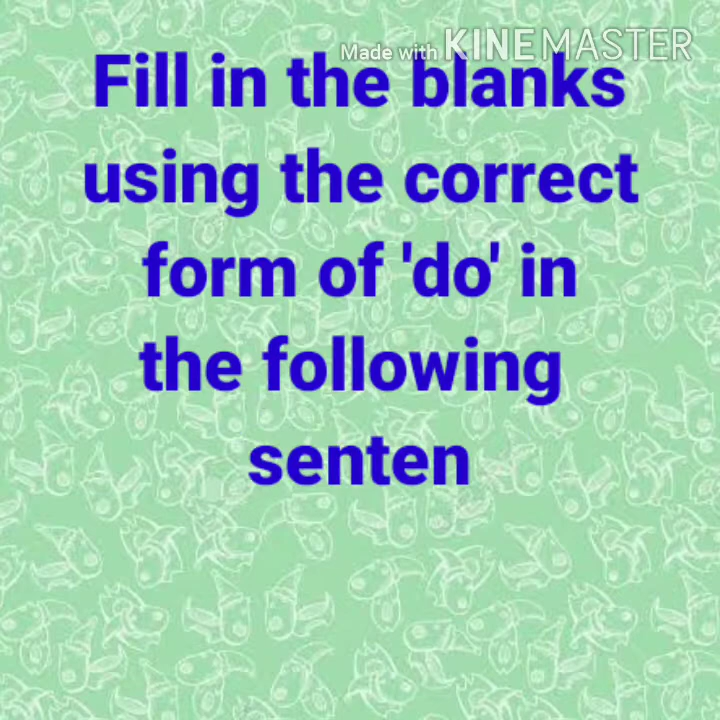 Made with KINEMASTER
Fill in the blanks
using the correct
form of 'do' in
the following
senten